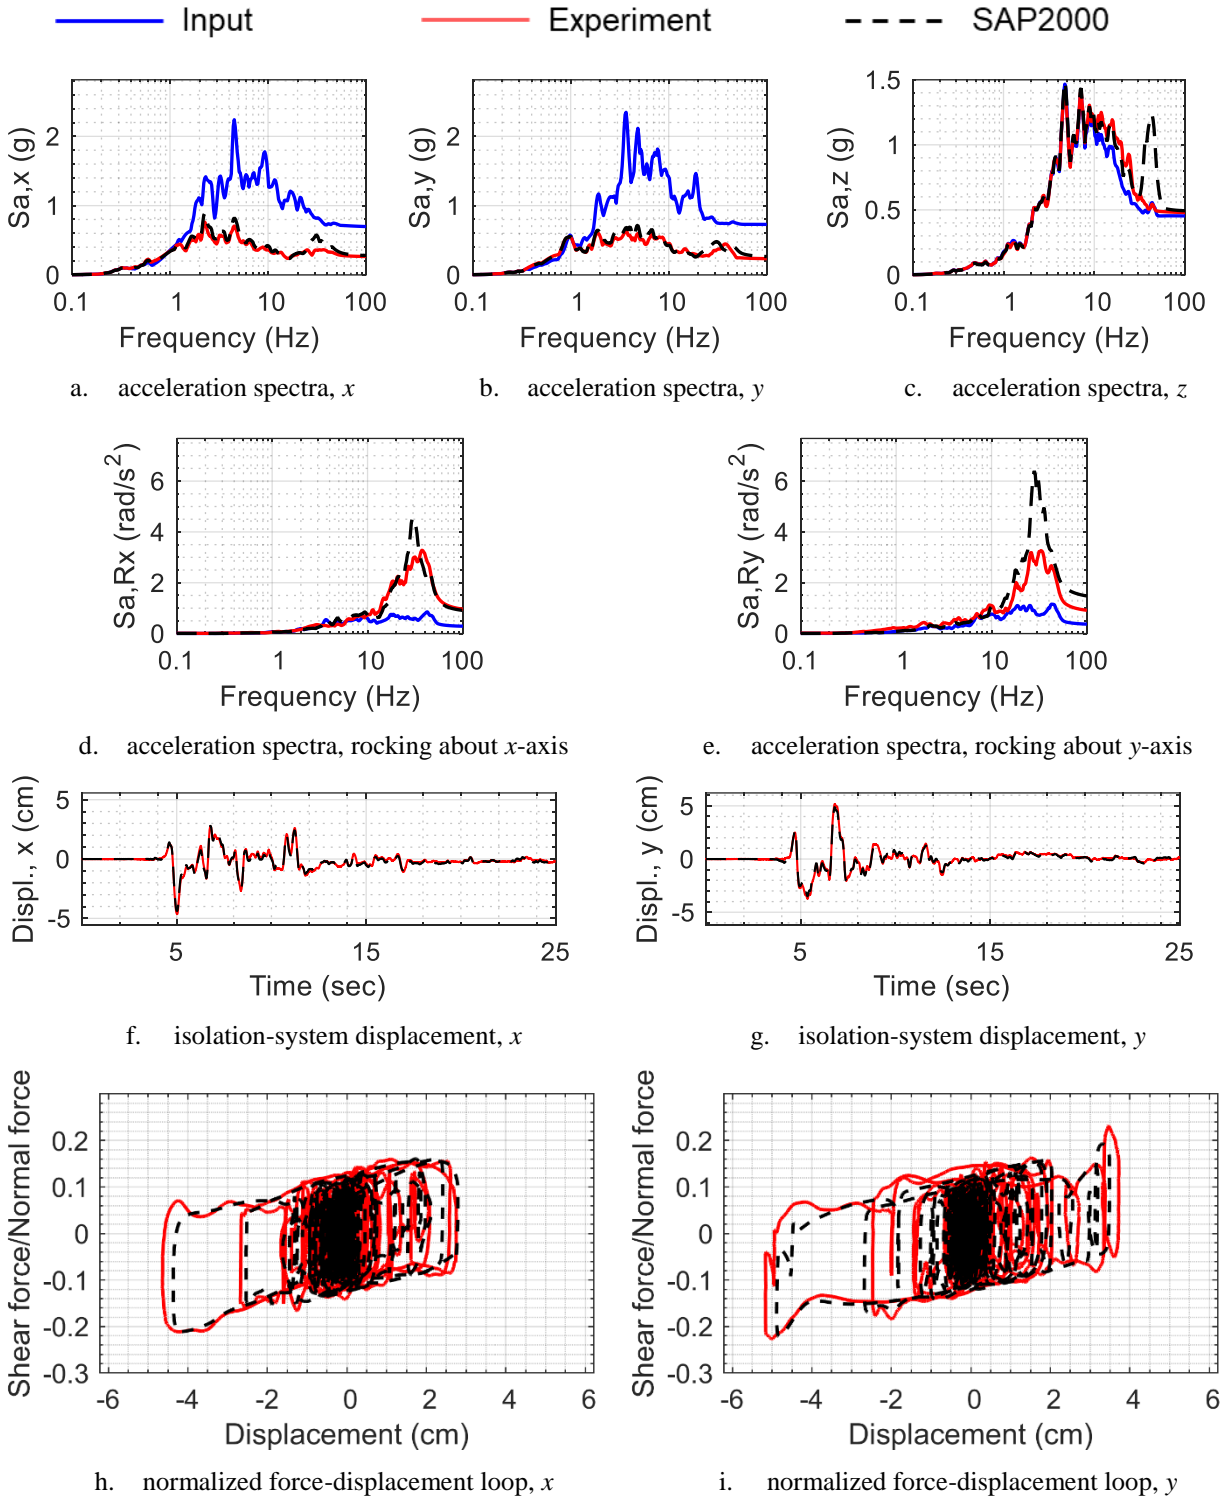 Input Experiment SAP2000
Sa,x (g)
2
1
0
0.1 1 10 100
Frequency (Hz)
a. acceleration spectra, x
Sa,y (g)
2
1
0
0.1 1 10 100
Frequency (Hz)
b. acceleration spectra, y
Sa,z (g)
1.5
1
0.5
0
0.1 1 10 100
Frequency (Hz)
c. acceleration spectra, z
Sa,Rx (rad/s²)
6
4
2
0
0.1 1 10 100
Frequency (Hz)
d. acceleration spectra, rocking about x-axis
Sa,Ry (rad/s²)
6
4
2
0
0.1 1 10 100
Frequency (Hz)
e. acceleration spectra, rocking about y-axis
Displ., x (cm)
5
0
-5
5 15 25
Time (sec)
f. isolation-system displacement, x
Displ., y (cm)
5
0
-5
5 15 25
Time (sec)
g. isolation-system displacement, y
Shear force/Normal force
0.2
0.1
0
-0.1
-0.2
-0.3
-6 -4 -2 0 2 4 6
Displacement (cm)
h. normalized force-displacement loop, x
Shear force/Normal force
0.2
0.1
0
-0.1
-0.2
-0.3
-6 -4 -2 0 2 4 6
Displacement (cm)
i. normalized force-displacement loop, y